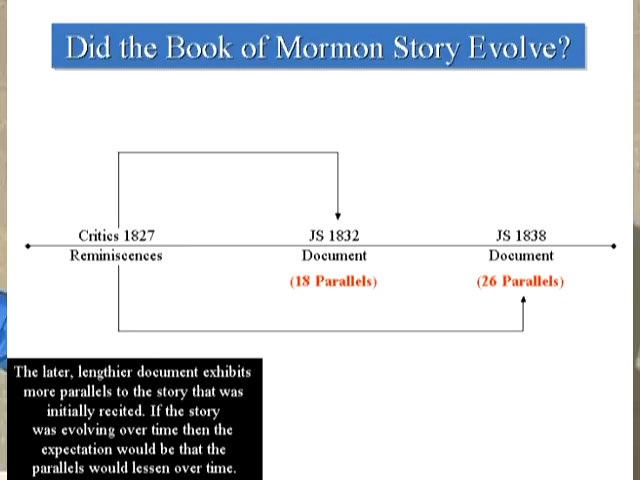 Did the Book of Mormon Story Evolve?
Critics 1827
Reminiscences
JS 1832
Document
(18 Parallels)
JS 1838
Document
(26 Parallels)
The later, lengthier document exhibits
more parallels to the story that was
initially recited. If the story
was evolving over time then the
expectation would be that the
parallels would lessen over time.